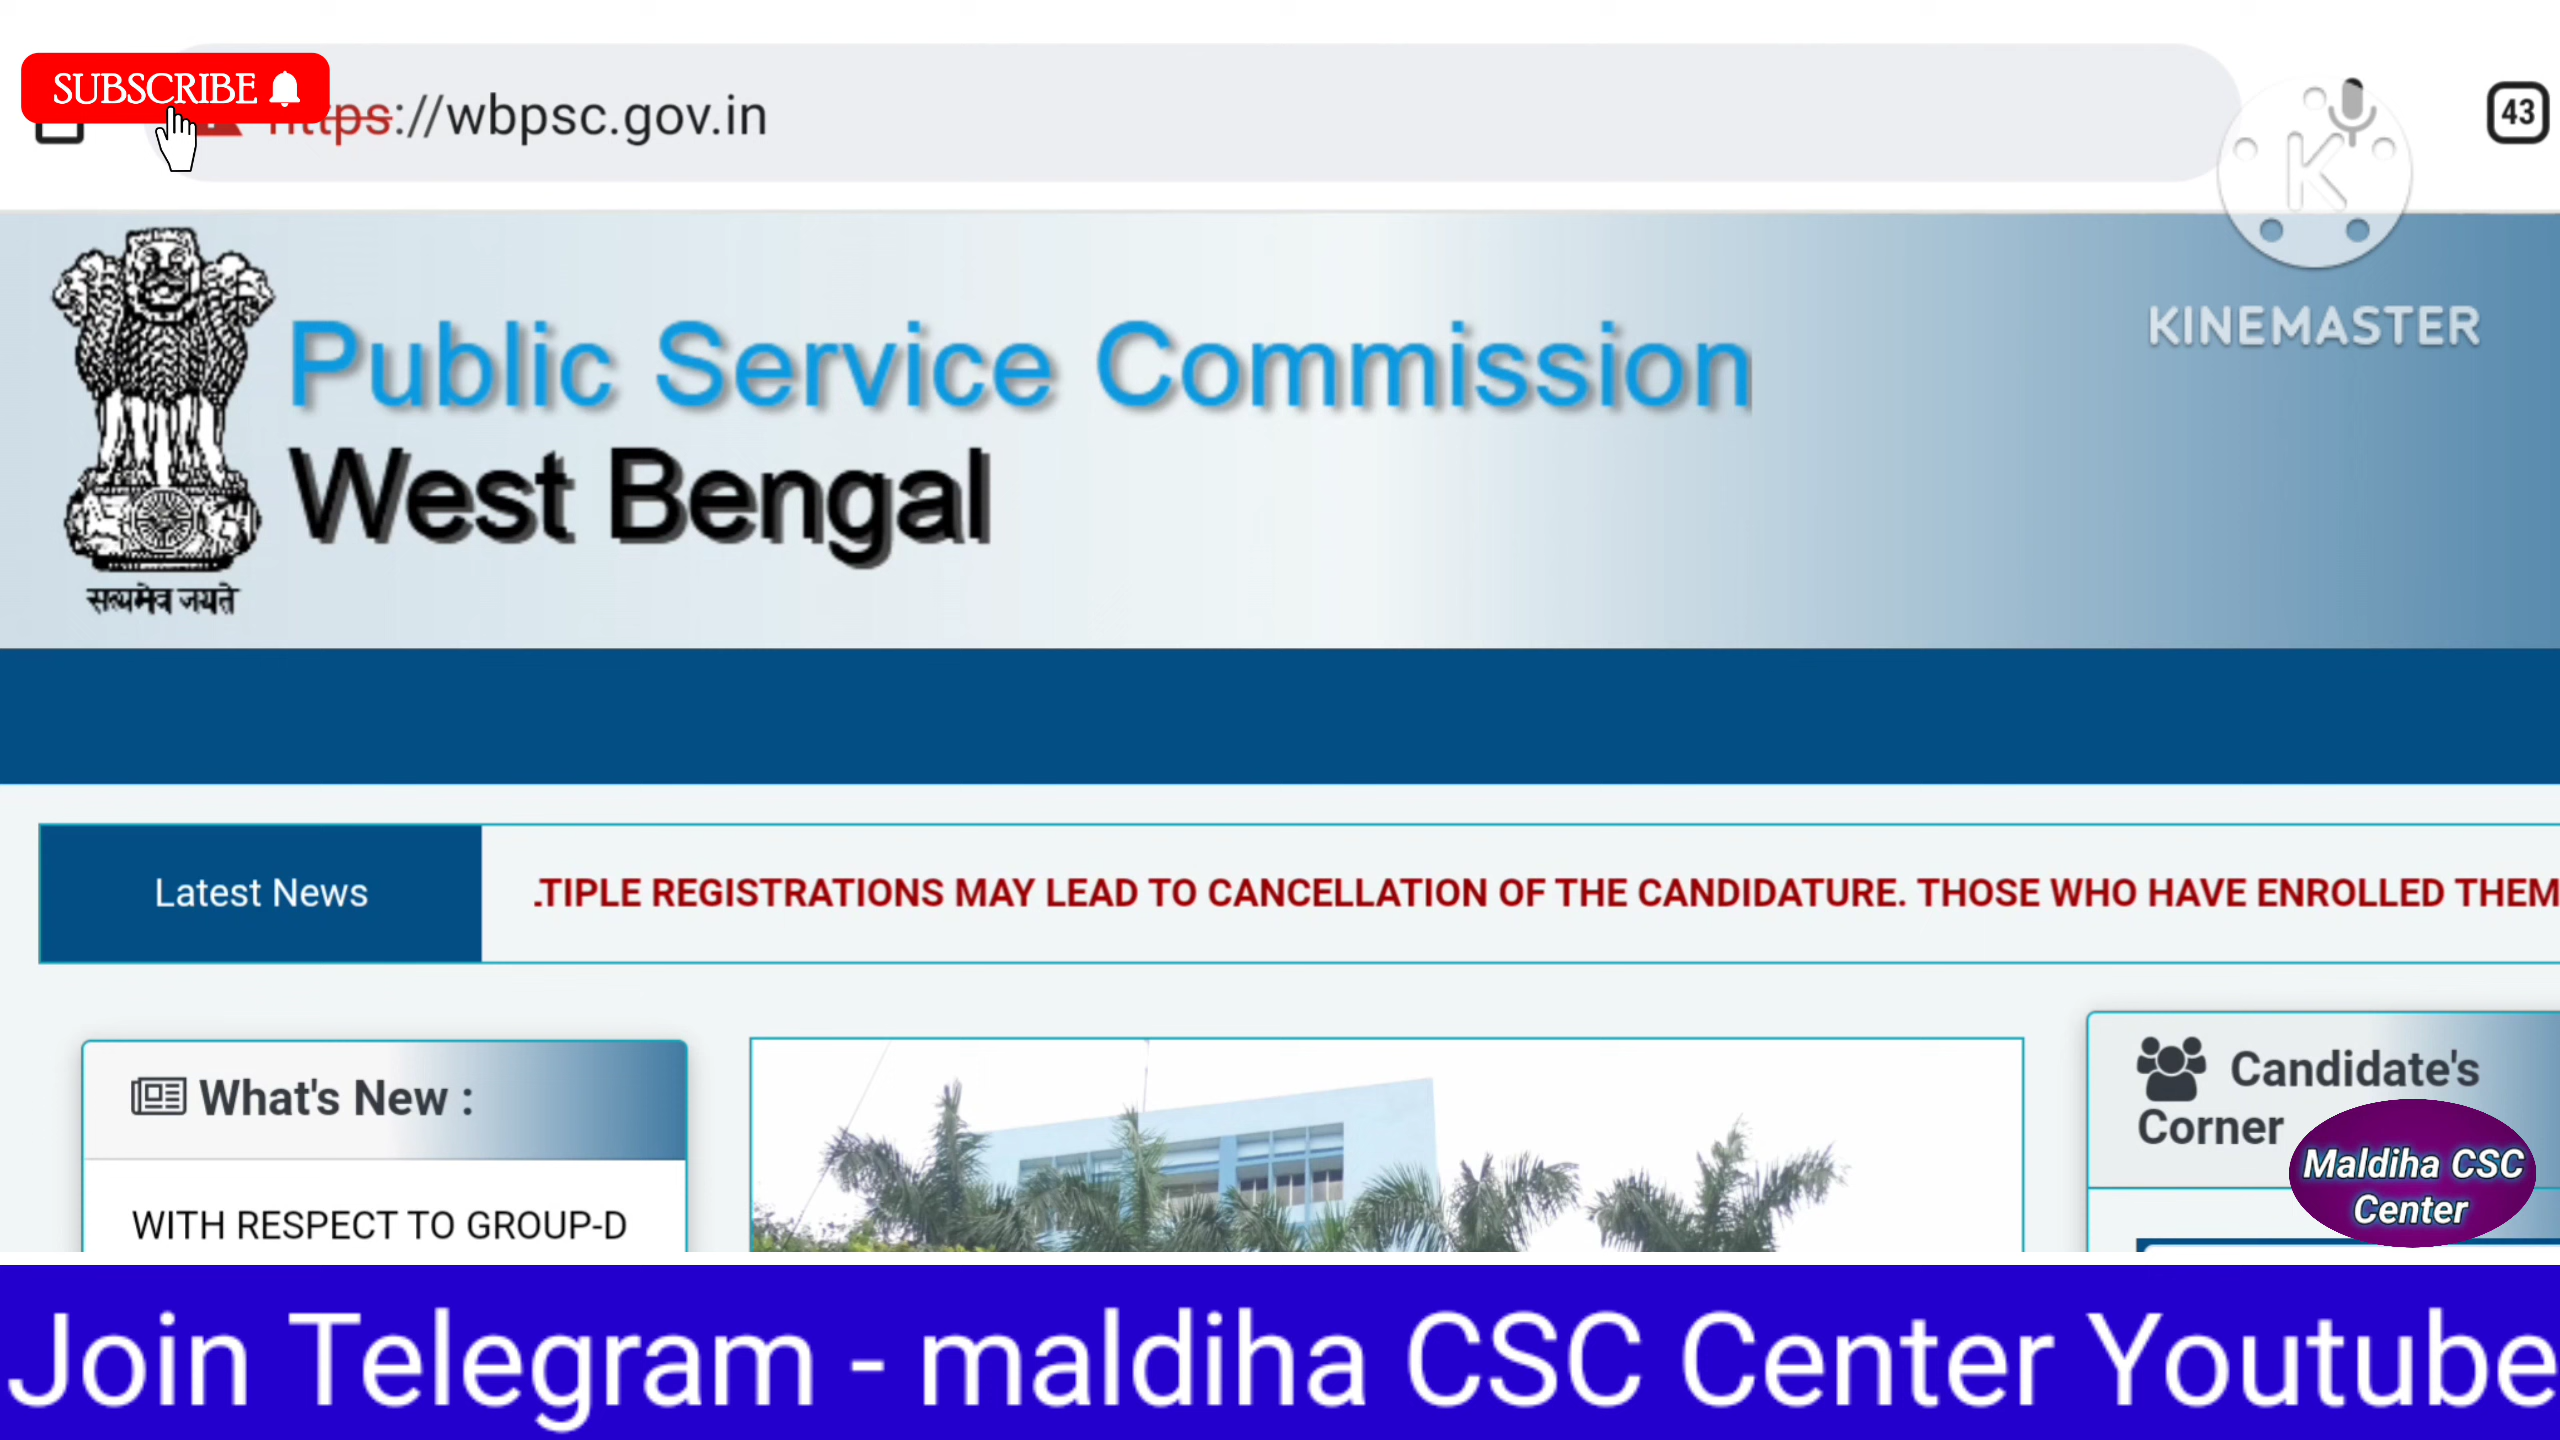 SUBSCRIBE
https://wbpsc.gov.in
43
KINEMASTER
Public Service Commission
West Bengal
सत्यमेव जयते
Latest News
TIPLE REGISTRATIONS MAY LEAD TO CANCELLATION OF THE CANDIDATURE. THOSE WHO HAVE ENROLLED THEM
What's New :
WITH RESPECT TO GROUP-D
Candidate's
Corner
Maldiha CSC
Center
Join Telegram - maldiha CSC Center Youtube